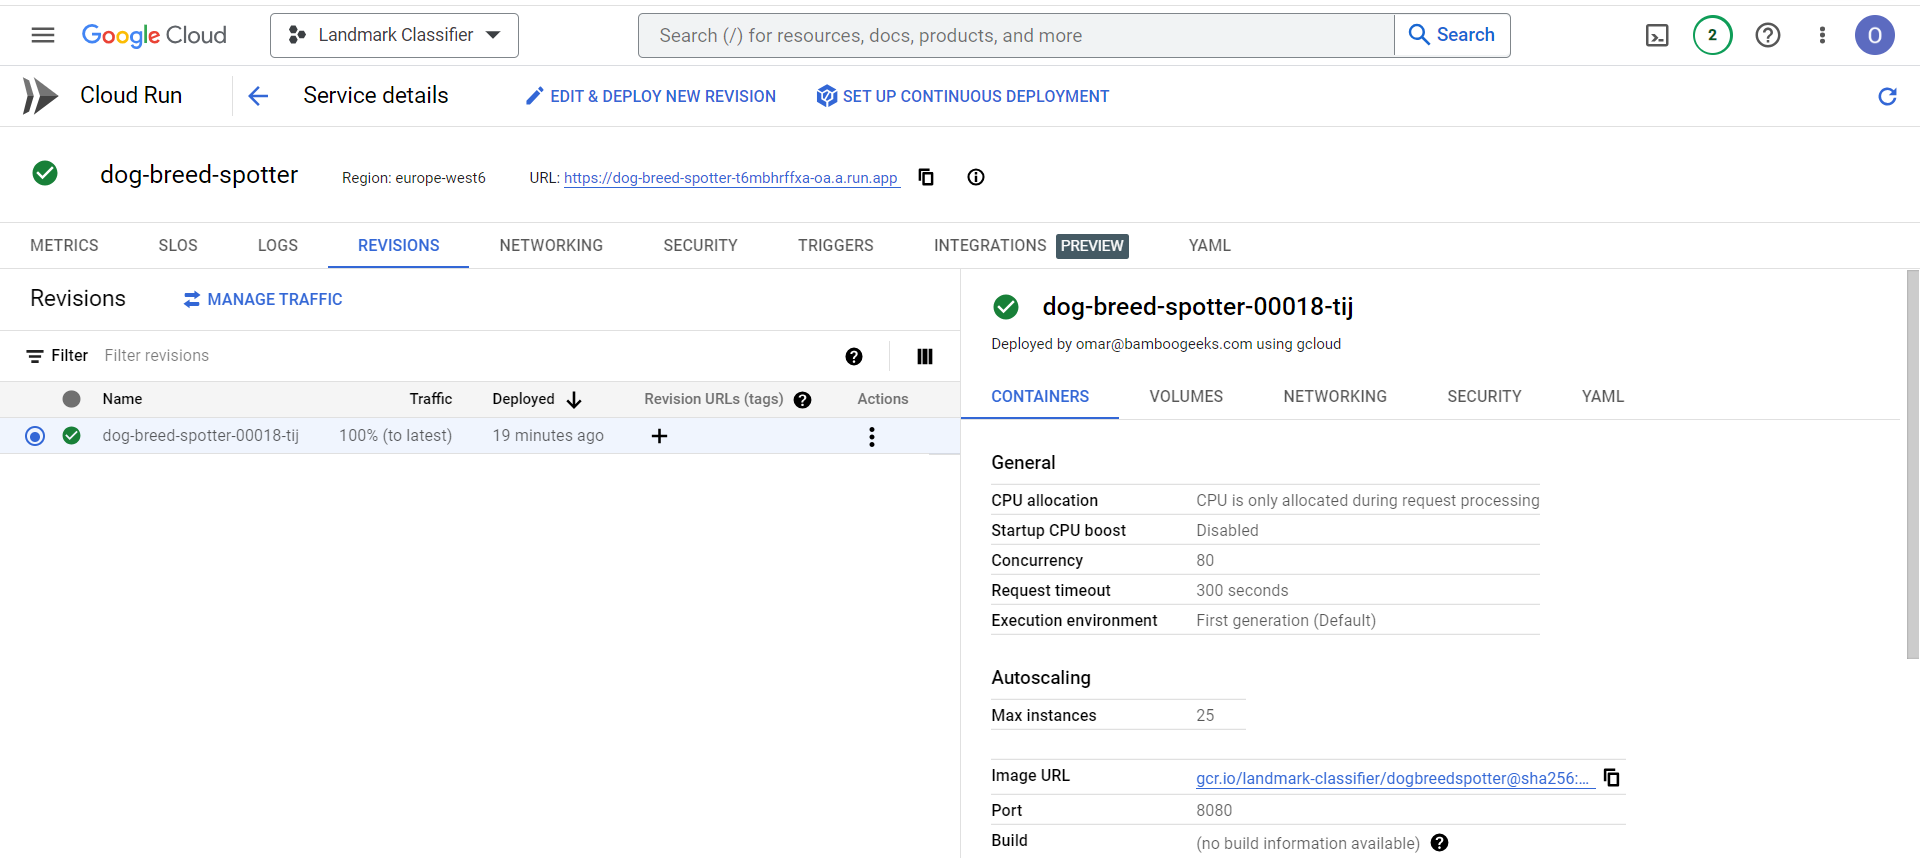 Google Cloud
Landmark Classifier
Search (/) for resources, docs, products, and more
Search
2
O
Cloud Run
Service details
EDIT & DEPLOY NEW REVISION
SET UP CONTINUOUS DEPLOYMENT
dog-breed-spotter
Region: europe-west6
URL: https://dog-breed-spotter-t6mbhrffxa-oa.a.run.app
METRICS
SLOS
LOGS
REVISIONS
NETWORKING
SECURITY
TRIGGERS
INTEGRATIONS PREVIEW
YAML
Revisions
MANAGE TRAFFIC
Filter Filter revisions
Name Traffic Deployed Revision URLs (tags) Actions
dog-breed-spotter-00018-tij 100% (to latest) 19 minutes ago
dog-breed-spotter-00018-tij
Deployed by omar@bamboogeeks.com using gcloud
CONTAINERS
VOLUMES
NETWORKING
SECURITY
YAML
General
CPU allocation CPU is only allocated during request processing
Startup CPU boost Disabled
Concurrency 80
Request timeout 300 seconds
Execution environment First generation (Default)
Autoscaling
Max instances 25
Image URL gcr.io/landmark-classifier/dogbreedspotter@sha256:...
Port 8080
Build (no build information available)